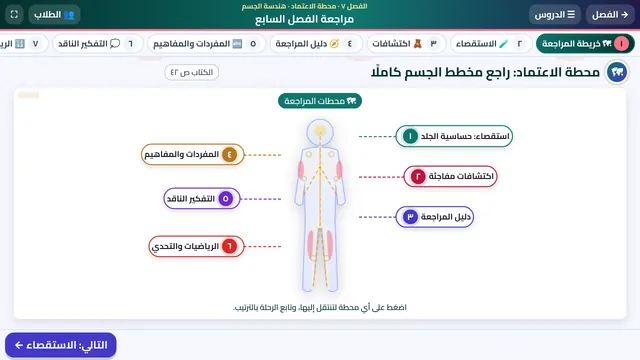 → الفصل
☰ الدروس
الفصل ٧ · محطة الاعتماد · هندسة الجسم
مراجعة الفصل السابع
👥 الطلاب
١ 🗺 خريطة المراجعة
٢ 🧪 الاستقصاء
٣ 🧸 اكتشافات
٤ 🧭 دليل المراجعة
٥ 🔤 المفردات والمفاهيم
٦ 💭 التفكير الناقد
٧ 🔢 الري
محطة الاعتماد: راجع مخطط الجسم كاملًا
الكتاب ص ٤٢
🗺 محطات المراجعة
١ استقصاء: حساسية الجلد
٢ اكتشافات مفاجئة
٣ دليل المراجعة
٤ المفردات والمفاهيم
٥ التفكير الناقد
٦ الرياضيات والتحدي
اضغط على أي محطة لتنتقل إليها، وتابع الرحلة بالترتيب.
التالي: الاستقصاء ←